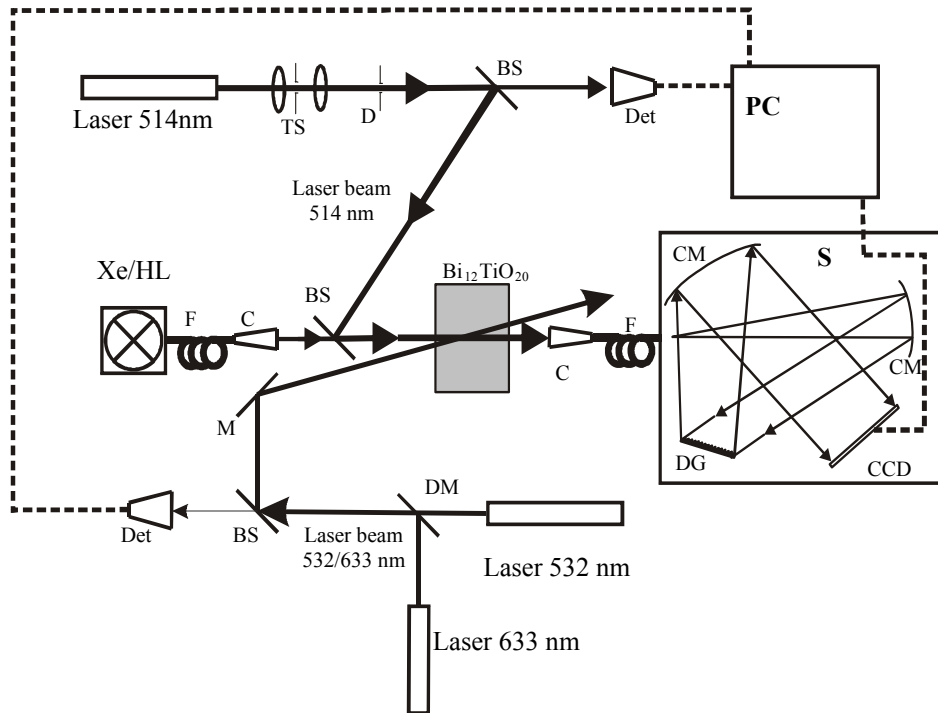 BS
PC
Laser 514nm
TS
D
Det
Laser beam
514 nm
CM
S
Xe/HL
Bi₁₂TiO₂₀
BS
F
C
F
C
CM
M
DG
CCD
DM
Det
BS
Laser beam
532/633 nm
Laser 532 nm
Laser 633 nm